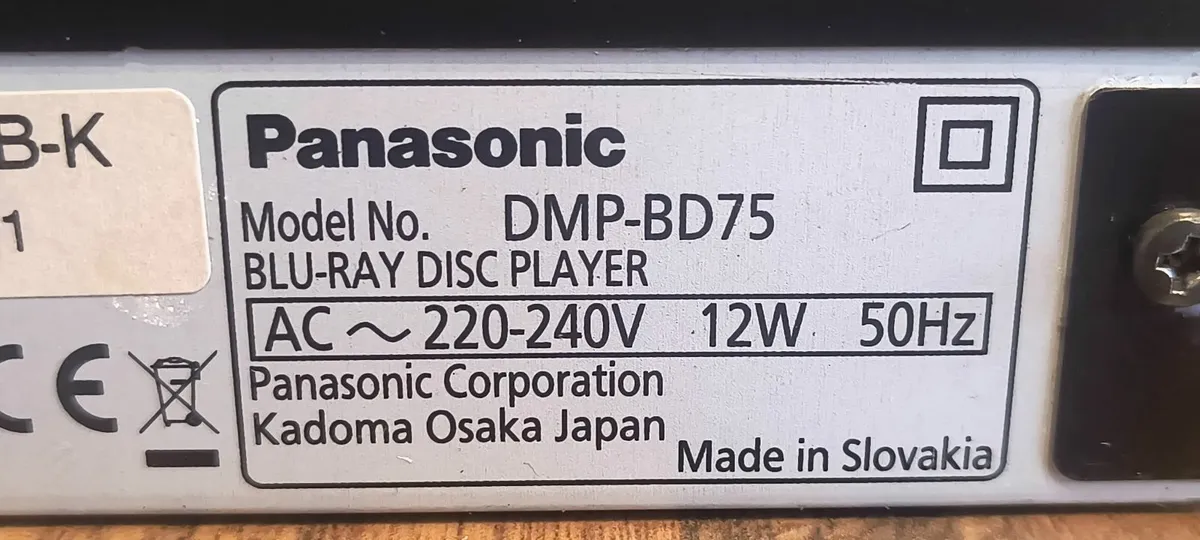 B-K
1
CE
Panasonic
Model No. DMP-BD75
BLU-RAY DISC PLAYER
AC ～ 220-240V 12W 50Hz
Panasonic Corporation
Kadoma Osaka Japan
Made in Slovakia